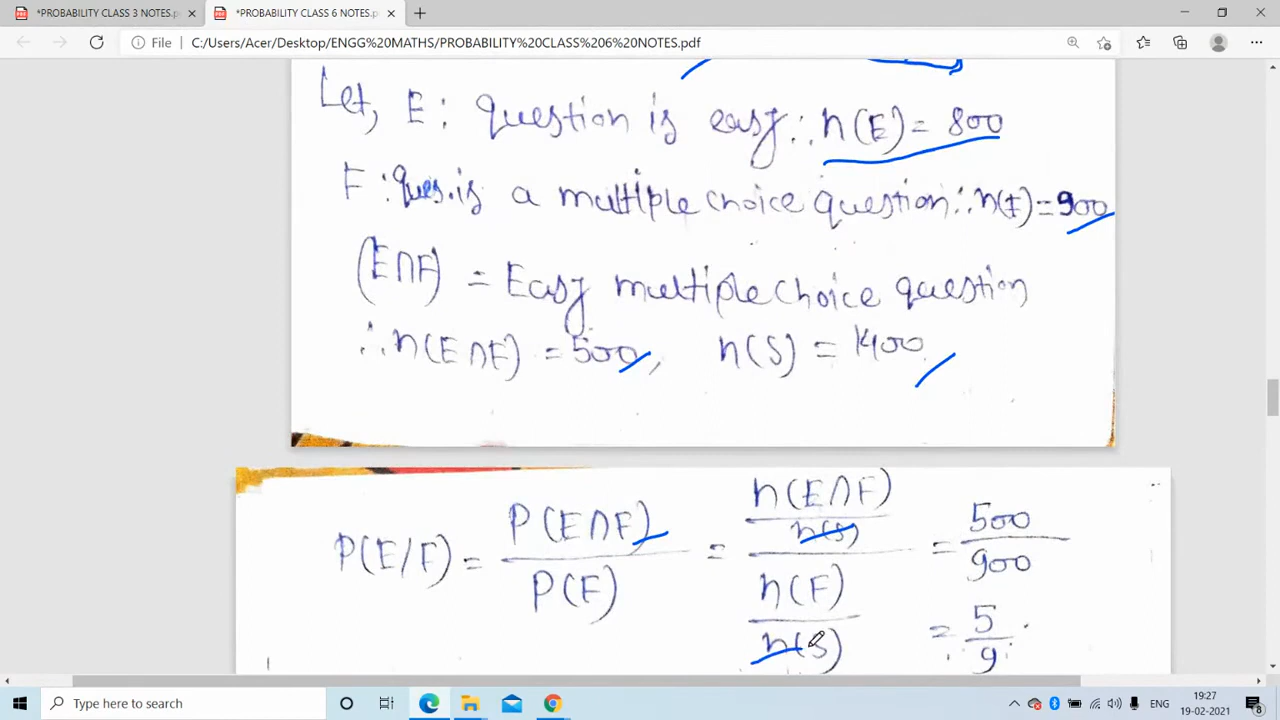 *PROBABILITY CLASS 3 NOTES.p
*PROBABILITY CLASS 6 NOTES.pdf
File
C:/Users/Acer/Desktop/ENGG%20MATHS/PROBABILITY%20CLASS%206%20NOTES.pdf
Let, E : question is easy ∴ n(E) = 800
F : Ques. is a multiple choice question ∴ n(F) = 900
(E∩F) = Easy multiple choice question
∴ n(E∩F) = 500, n(S) = 1400
P(E/F) = P(E∩F) / P(F) = n(E∩F)/n(S) / n(F)/n(S) = 500/900
= 5/9.
Type here to search
ENG
19:27
19-02-2021
8